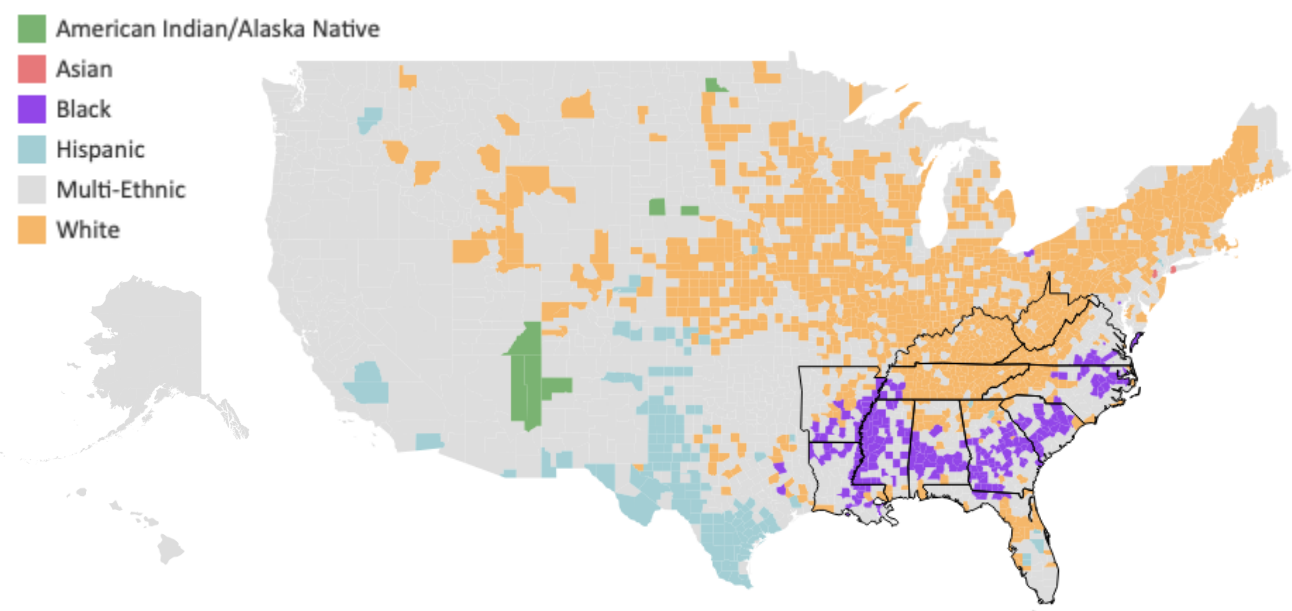 American Indian/Alaska Native
Asian
Black
Hispanic
Multi-Ethnic
White